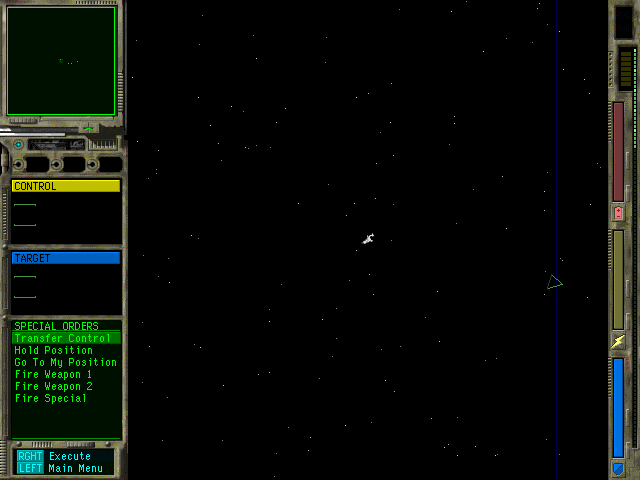 CONTROL
TARGET
SPECIAL ORDERS
Transfer Control
Hold Position
Go To My Position
Fire Weapon 1
Fire Weapon 2
Fire Special
RGHT Execute
LEFT Main Menu